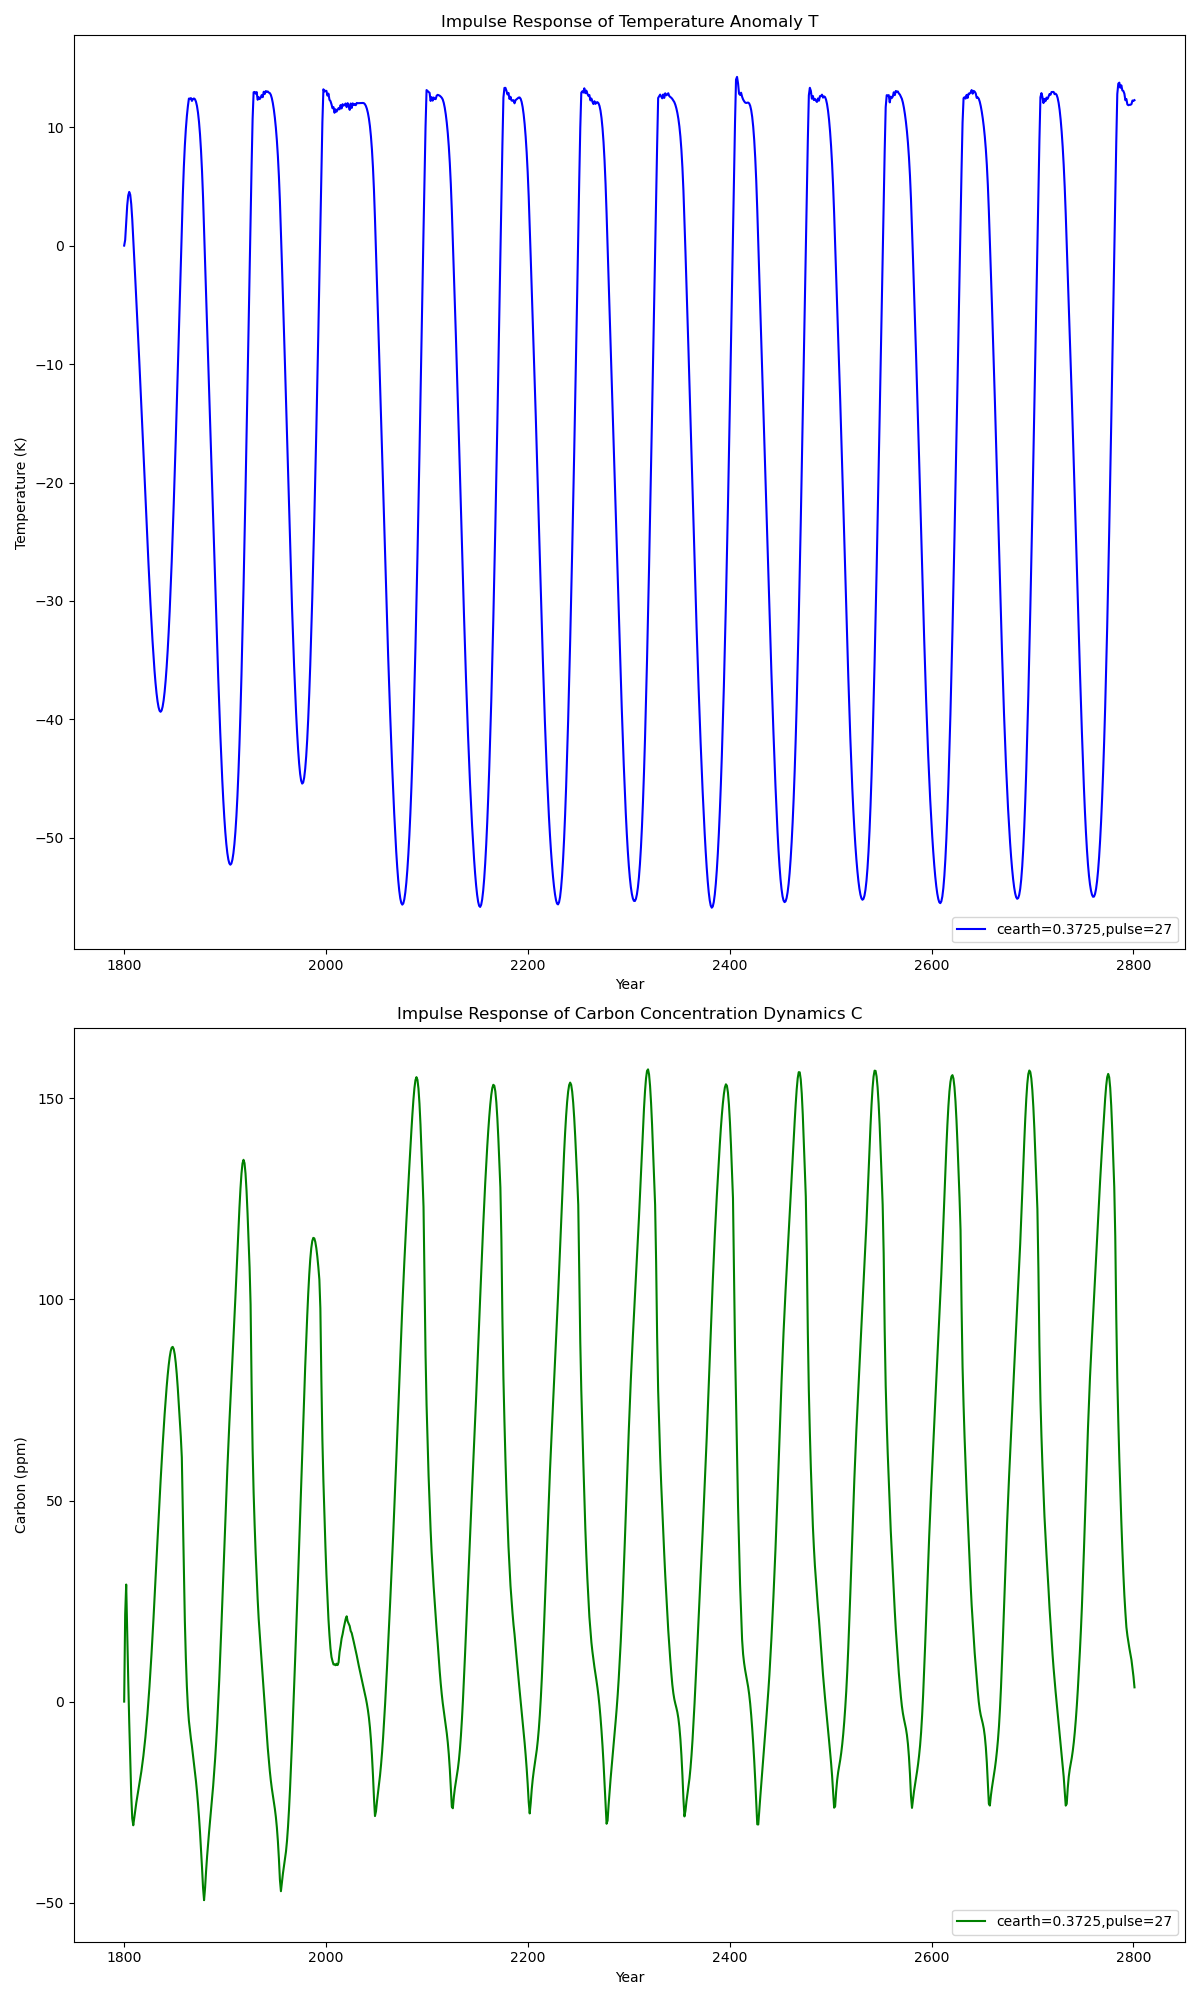 Impulse Response of Temperature Anomaly T
10
0
−10
−20
−30
−40
−50
Temperature (K)
cearth=0.3725,pulse=27
1800 2000 2200 2400 2600 2800
Year
Impulse Response of Carbon Concentration Dynamics C
150
100
50
0
−50
Carbon (ppm)
cearth=0.3725,pulse=27
1800 2000 2200 2400 2600 2800
Year